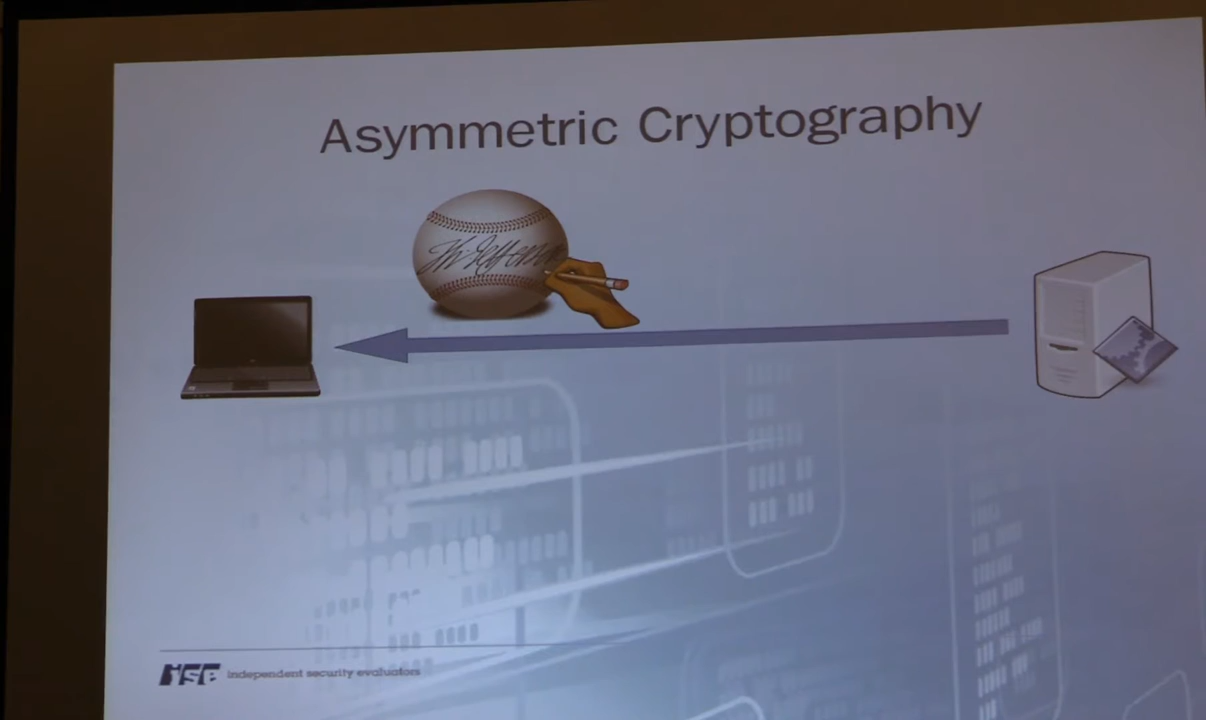 Asymmetric Cryptography
ise independent security evaluators